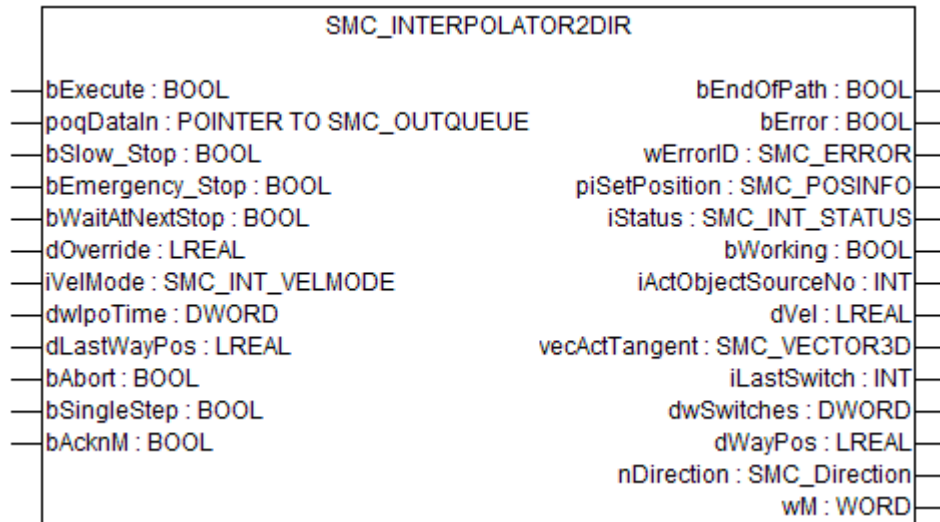 SMC_INTERPOLATOR2DIR
bExecute : BOOL bEndOfPath : BOOL
poqDataIn : POINTER TO SMC_OUTQUEUE bError : BOOL
bSlow_Stop : BOOL wErrorID : SMC_ERROR
bEmergency_Stop : BOOL piSetPosition : SMC_POSINFO
bWaitAtNextStop : BOOL iStatus : SMC_INT_STATUS
dOverride : LREAL bWorking : BOOL
iVelMode : SMC_INT_VELMODE iActObjectSourceNo : INT
dwIpoTime : DWORD dVel : LREAL
dLastWayPos : LREAL vecActTangent : SMC_VECTOR3D
bAbort : BOOL iLastSwitch : INT
bSingleStep : BOOL dwSwitches : DWORD
bAcknM : BOOL dWayPos : LREAL
nDirection : SMC_Direction
wM : WORD